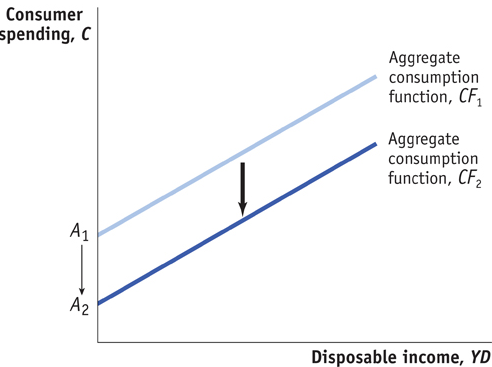 Consumer
spending, C
Aggregate
consumption
function, CF1
Aggregate
consumption
function, CF2
A1
A2
Disposable income, YD